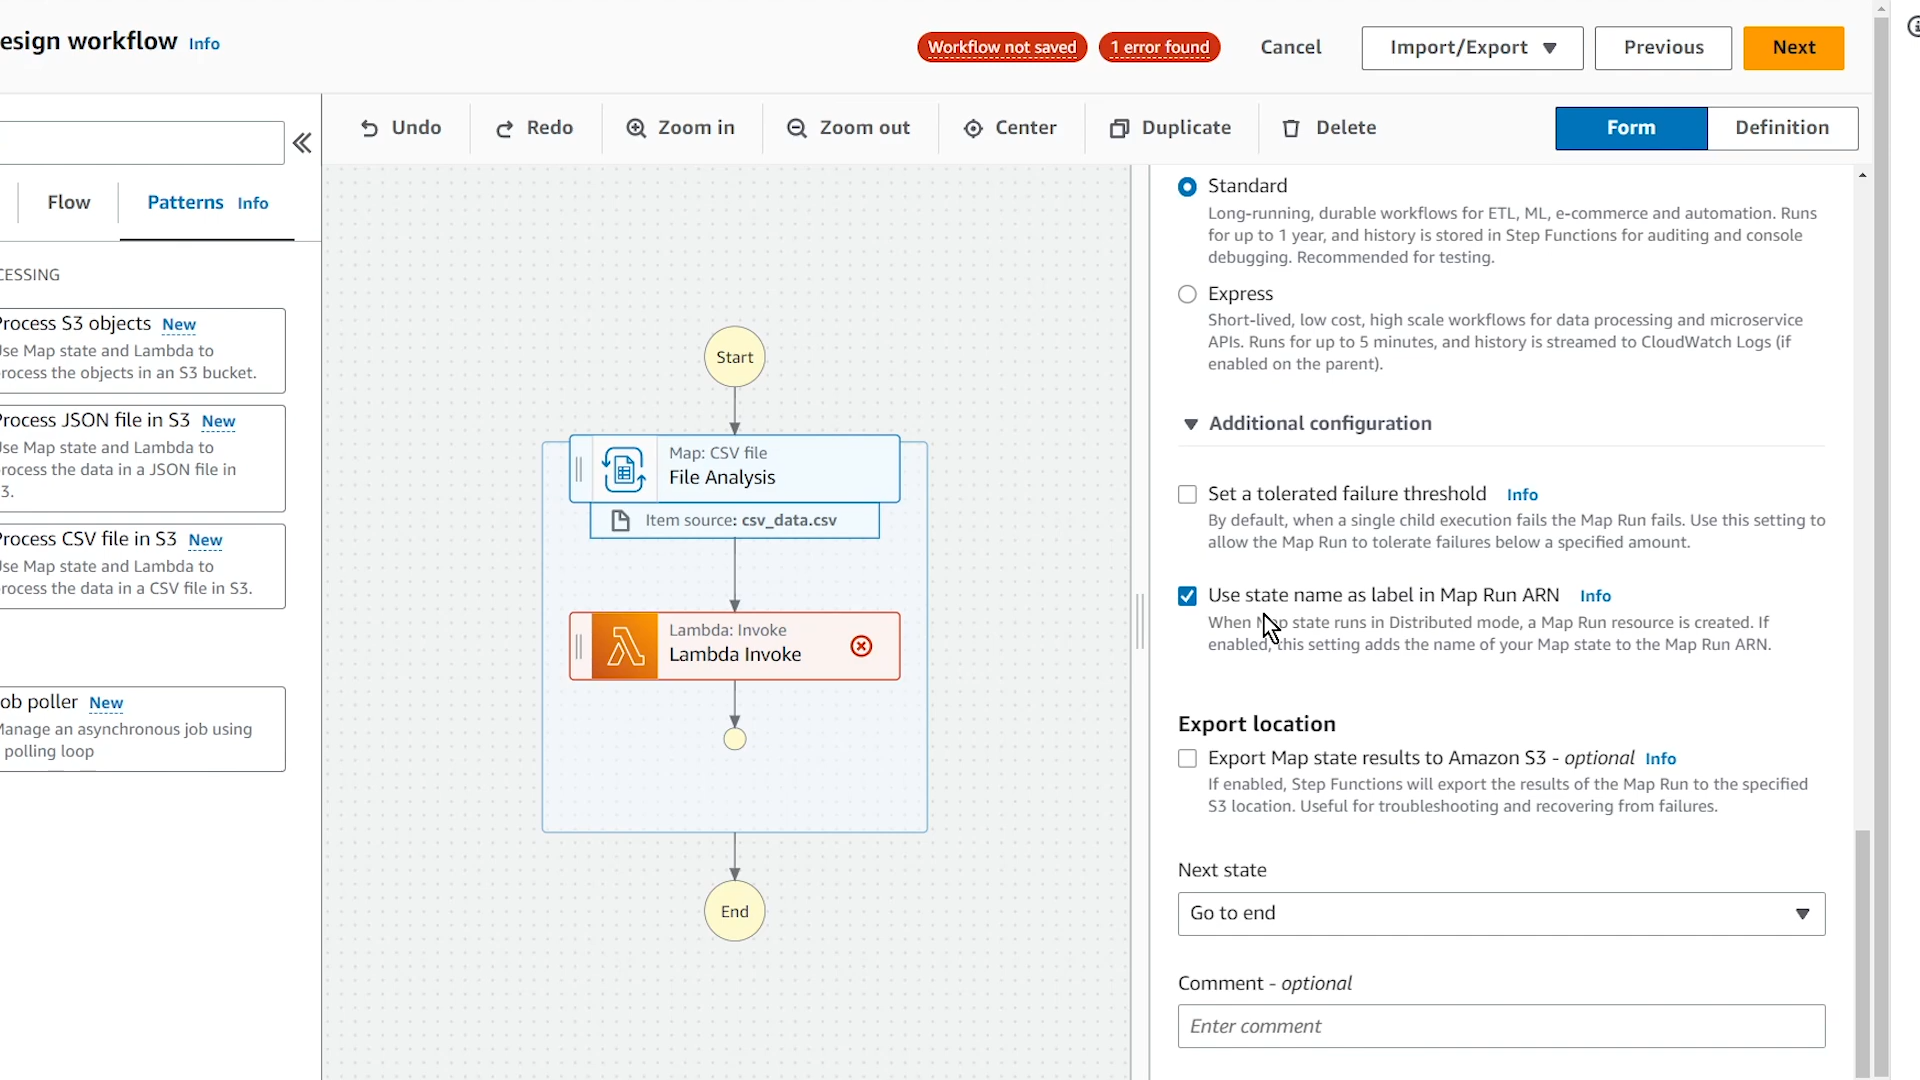 esign workflow Info
Workflow not saved
1 error found
Cancel
Import/Export
Previous
Next
Undo
Redo
Zoom in
Zoom out
Center
Duplicate
Delete
Form
Definition
Flow
Patterns Info
CESSING
Process S3 objects New
Use Map state and Lambda to
process the objects in an S3 bucket.
Process JSON file in S3 New
Use Map state and Lambda to
process the data in a JSON file in
3.
Process CSV file in S3 New
Use Map state and Lambda to
process the data in a CSV file in S3.
ob poller New
Manage an asynchronous job using
polling loop
Start
Map: CSV file
File Analysis
Item source: csv_data.csv
Lambda: Invoke
Lambda Invoke
End
Standard
Long-running, durable workflows for ETL, ML, e-commerce and automation. Runs
for up to 1 year, and history is stored in Step Functions for auditing and console
debugging. Recommended for testing.
Express
Short-lived, low cost, high scale workflows for data processing and microservice
APIs. Runs for up to 5 minutes, and history is streamed to CloudWatch Logs (if
enabled on the parent).
Additional configuration
Set a tolerated failure threshold Info
By default, when a single child execution fails the Map Run fails. Use this setting to
allow the Map Run to tolerate failures below a specified amount.
Use state name as label in Map Run ARN Info
When Map state runs in Distributed mode, a Map Run resource is created. If
enabled, this setting adds the name of your Map state to the Map Run ARN.
Export location
Export Map state results to Amazon S3 - optional Info
If enabled, Step Functions will export the results of the Map Run to the specified
S3 location. Useful for troubleshooting and recovering from failures.
Next state
Go to end
Comment - optional
Enter comment